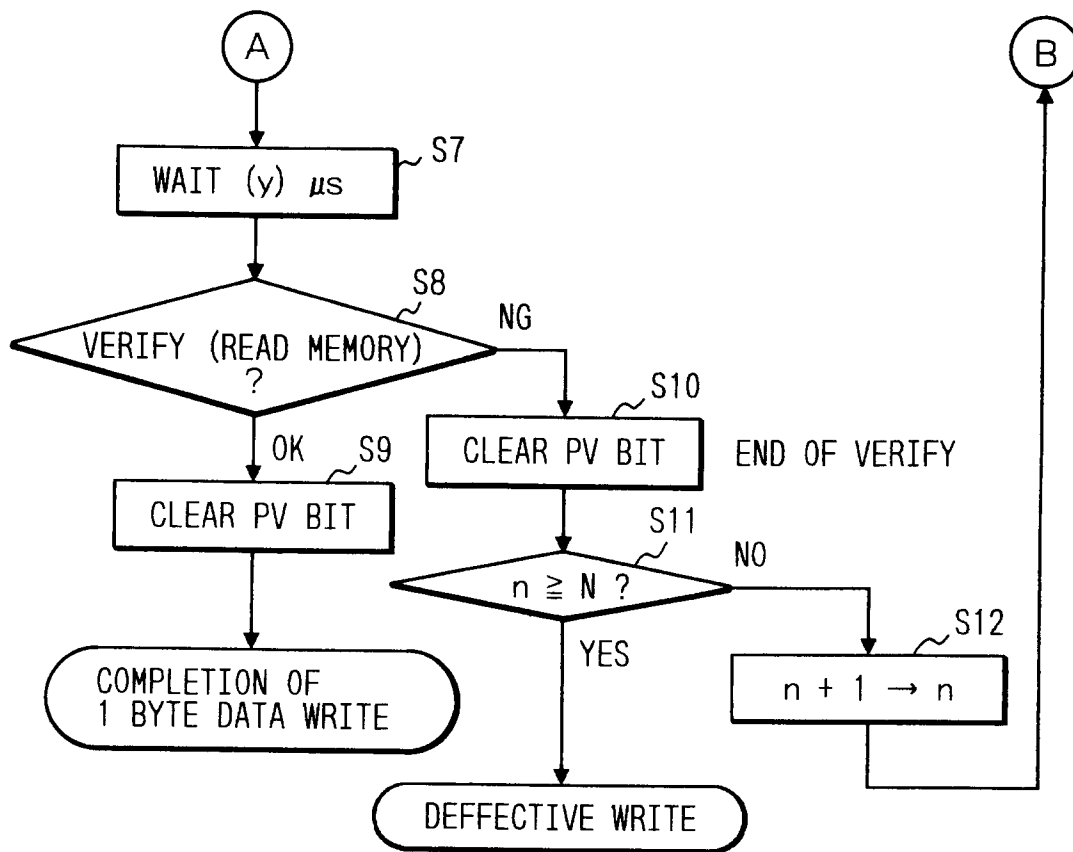 A
B
S7
WAIT (y) μs
S8
VERIFY (READ MEMORY)
?
NG
OK
S9
CLEAR PV BIT
S10
CLEAR PV BIT
END OF VERIFY
S11
n ≧ N ?
NO
YES
S12
n + 1 → n
COMPLETION OF
1 BYTE DATA WRITE
DEFFECTIVE WRITE